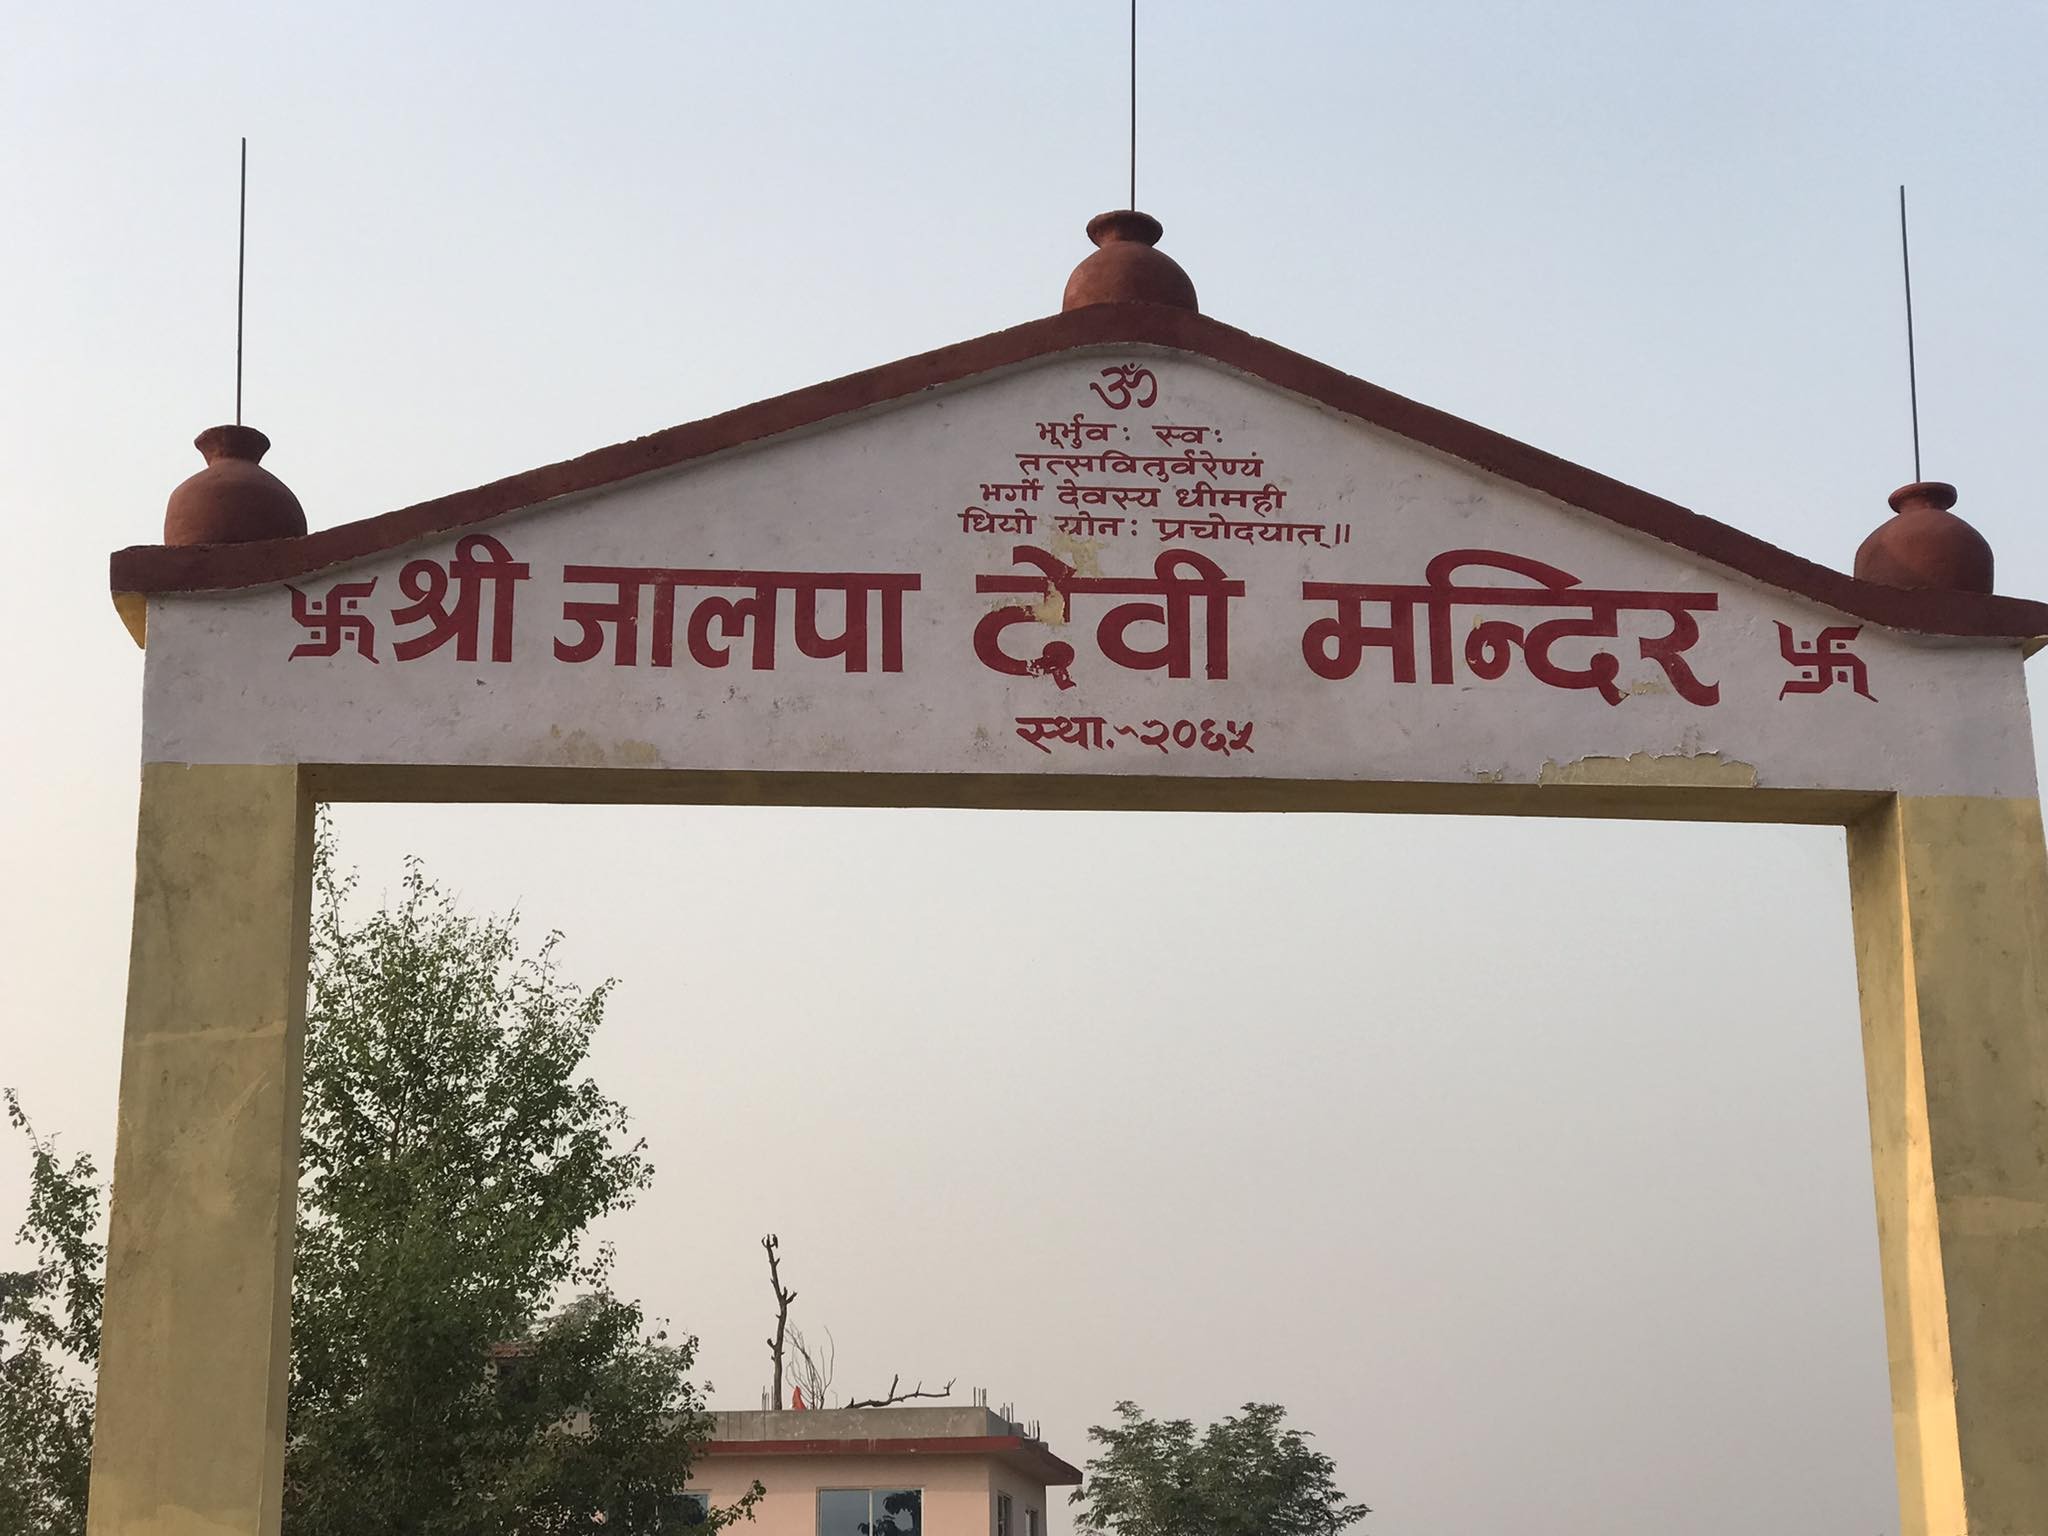 ॐ
भूर्भुवः स्वः
तत्सवितुर्वरेण्यं
भर्गो देवस्य धीमही
धियो योनः प्रचोदयात्॥
卐 श्री जालपा देवी मन्दिर 卐
स्था.~२०६५